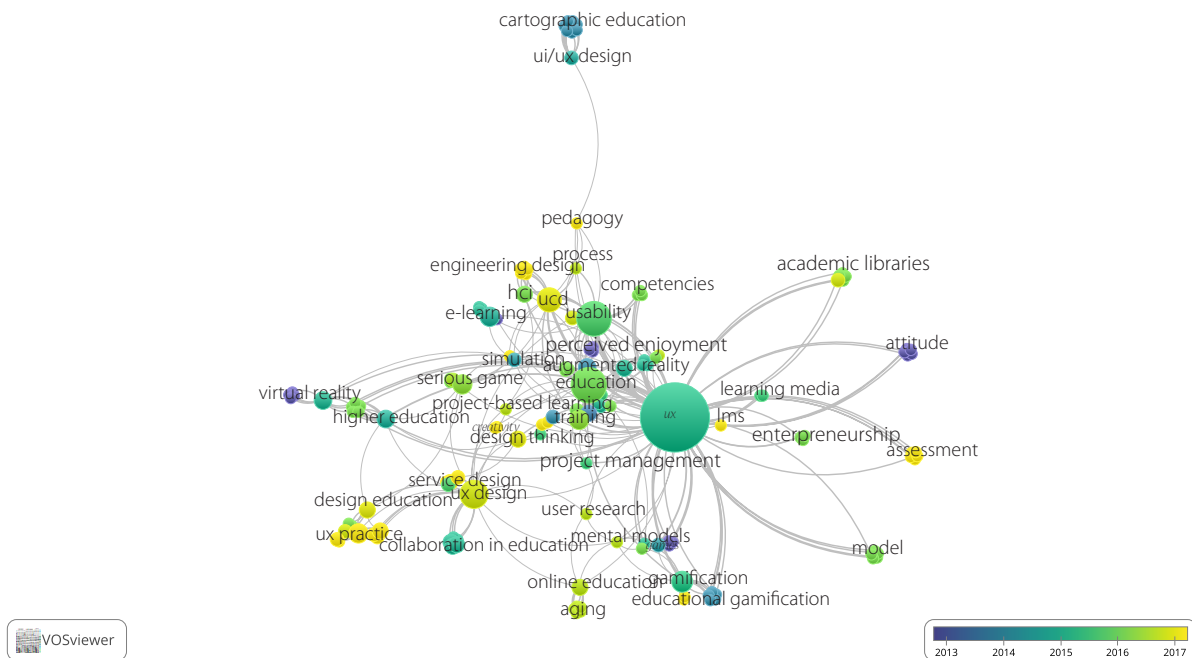 cartographic education
ui/ux design
pedagogy
process
engineering design
academic libraries
competencies
hci
ucd
e-learning
usability
attitude
perceived enjoyment
simulation
augmented reality
serious game
education
virtual reality
learning media
project-based learning
higher education
training
ux
lms
creativity
design thinking
enterpreneurship
assessment
project management
service design
ux design
design education
user research
ux practice
mental models
collaboration in education
model
online education
gamification
educational gamification
aging
VOSviewer
2013 2014 2015 2016 2017